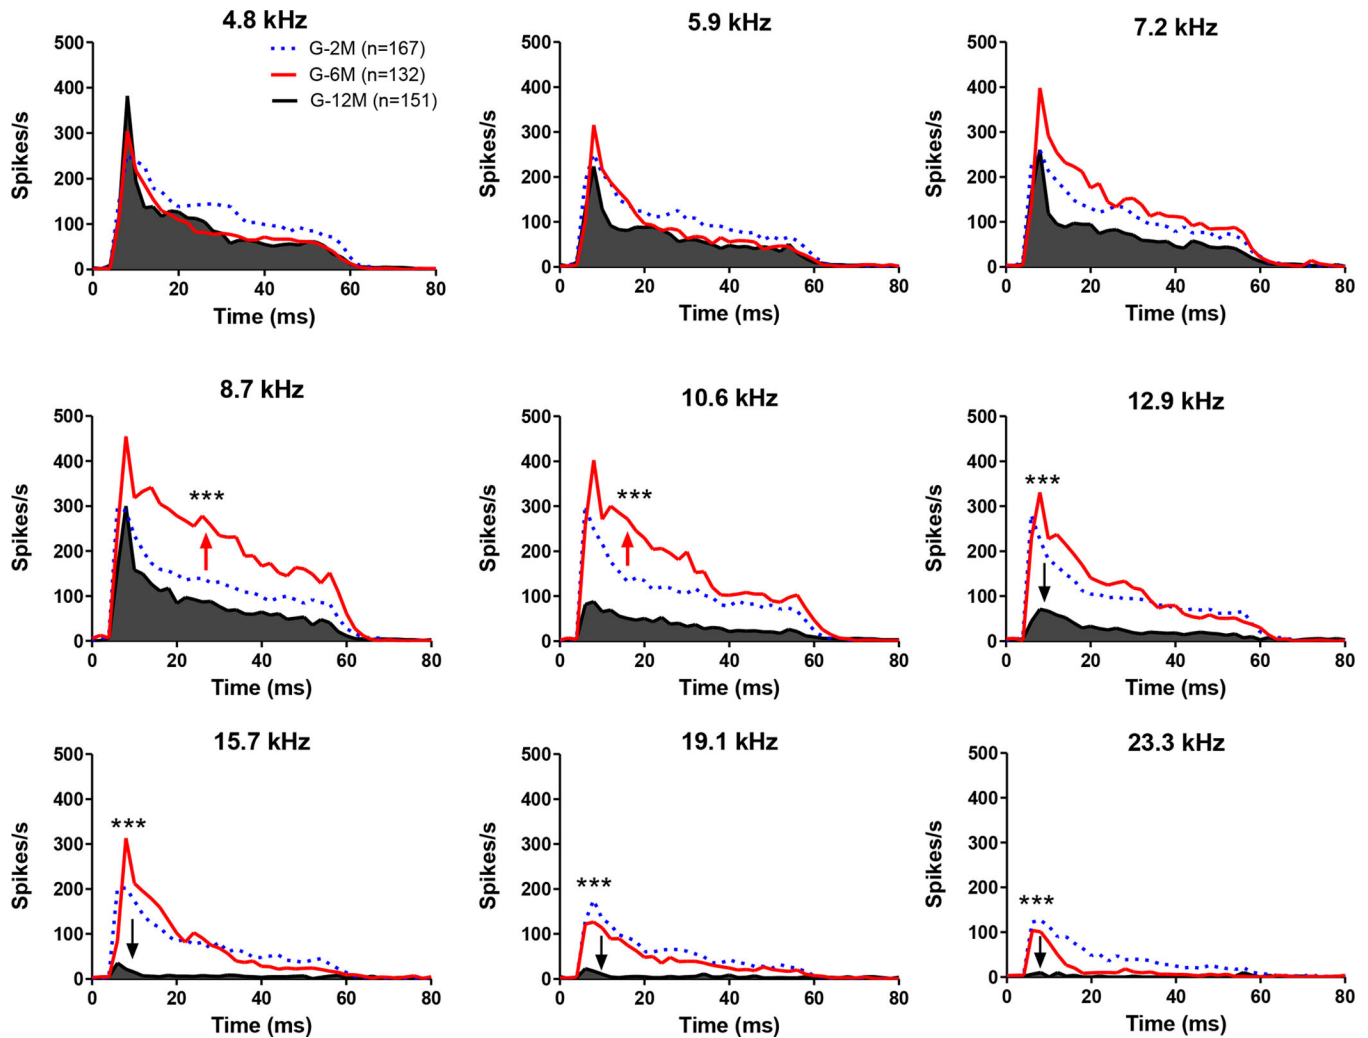 4.8 kHz
5.9 kHz
7.2 kHz
500
400
300
200
100
0
Spikes/s
G-2M (n=167)
G-6M (n=132)
G-12M (n=151)
0 20 40 60 80
Time (ms)
500
400
300
200
100
0
Spikes/s
0 20 40 60 80
Time (ms)
500
400
300
200
100
0
Spikes/s
0 20 40 60 80
Time (ms)
8.7 kHz
10.6 kHz
12.9 kHz
500
400
300
200
100
0
Spikes/s
***
0 20 40 60 80
Time (ms)
500
400
300
200
100
0
Spikes/s
***
0 20 40 60 80
Time (ms)
500
400
300
200
100
0
Spikes/s
***
0 20 40 60 80
Time (ms)
15.7 kHz
19.1 kHz
23.3 kHz
500
400
300
200
100
0
Spikes/s
***
0 20 40 60 80
Time (ms)
500
400
300
200
100
0
Spikes/s
***
0 20 40 60 80
Time (ms)
500
400
300
200
100
0
Spikes/s
***
0 20 40 60 80
Time (ms)